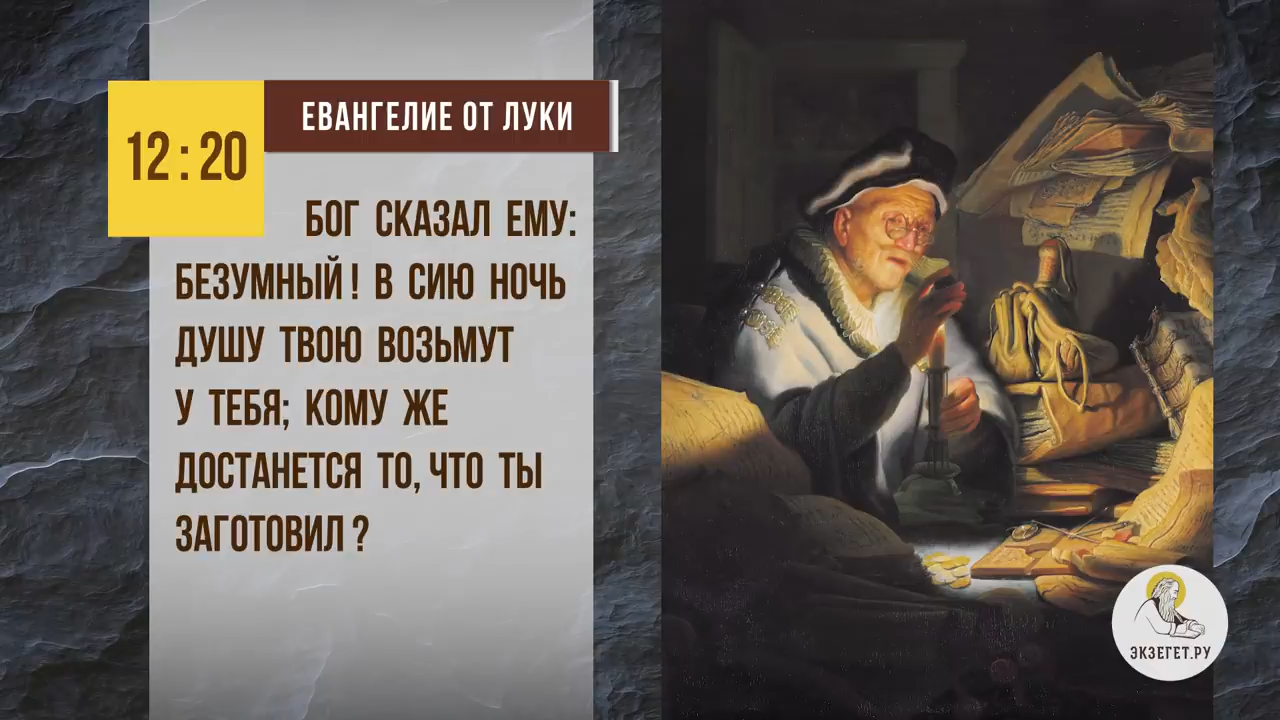 12:20
ЕВАНГЕЛИЕ ОТ ЛУКИ
БОГ СКАЗАЛ ЕМУ:
БЕЗУМНЫЙ! В СИЮ НОЧЬ
ДУШУ ТВОЮ ВОЗЬМУТ
У ТЕБЯ; КОМУ ЖЕ
ДОСТАНЕТСЯ ТО, ЧТО ТЫ
ЗАГОТОВИЛ?
ЭКЗЕГЕТ.РУ